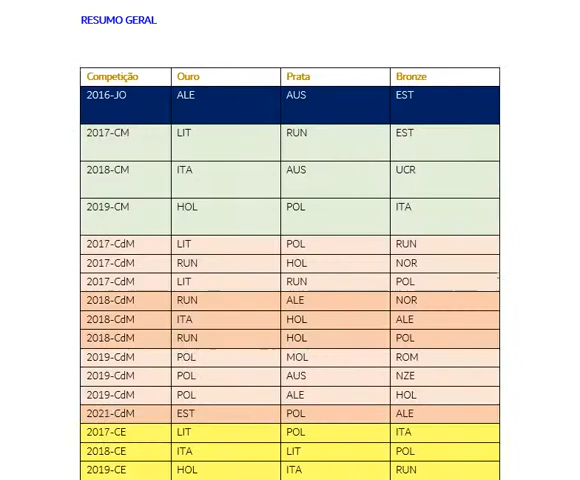 RESUMO GERAL
Competição Ouro Prata Bronze
2016-JO ALE AUS EST
2017-CM LIT RUN EST
2018-CM ITA AUS UCR
2019-CM HOL POL ITA
2017-CdM LIT POL RUN
2017-CdM RUN HOL NOR
2017-CdM LIT RUN POL
2018-CdM RUN ALE NOR
2018-CdM ITA HOL ALE
2018-CdM RUN HOL POL
2019-CdM POL MOL ROM
2019-CdM POL AUS NZE
2019-CdM POL ALE HOL
2021-CdM EST POL ALE
2017-CE LIT POL ITA
2018-CE ITA LIT POL
2019-CE HOL ITA RUN